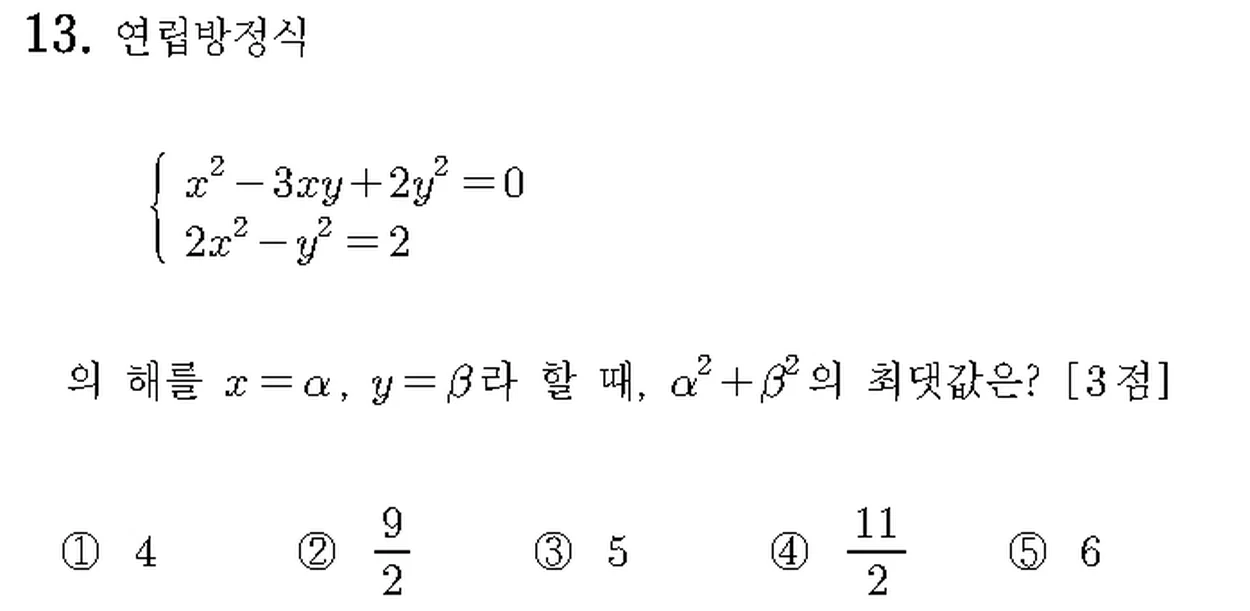 13. 연립방정식
x² − 3xy + 2y² = 0
2x² − y² = 2
의 해를 x = α, y = β라 할 때, α² + β²의 최댓값은? [3점]
① 4 ② 9/2 ③ 5 ④ 11/2 ⑤ 6